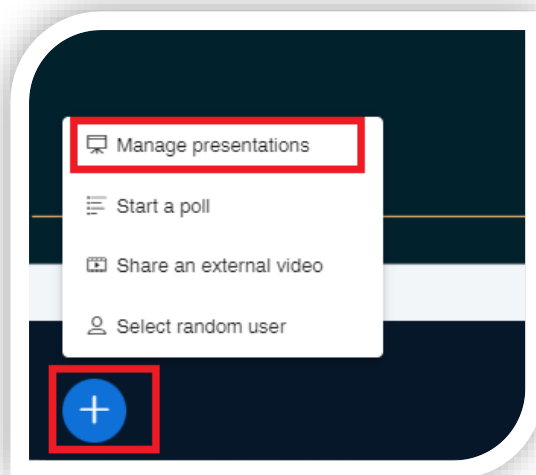 Manage presentations
Start a poll
Share an external video
Select random user